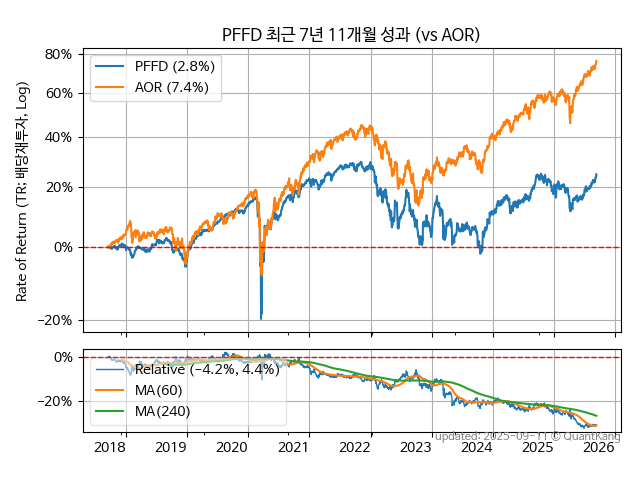 PFFD 최근 7년 11개월 성과 (vs AOR)
Rate of Return (TR: 배당재투자, Log)
80%
60%
40%
20%
0%
−20%
PFFD (2.8%)
AOR (7.4%)
0%
−20%
Relative (−4.2%, 4.4%)
MA(60)
MA(240)
updated: 2025-09-11 © QuantKang
2018 2019 2020 2021 2022 2023 2024 2025 2026